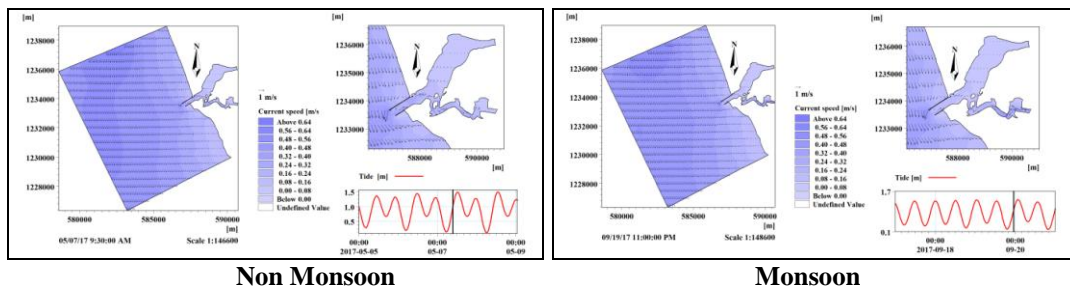 [m]
1238000
1236000
1234000
1232000
1230000
1228000
580000
585000
590000
[m]
05/07/17 9:30:00 AM
Scale 1:146600
N
1 m/s
Current speed [m/s]
Above 0.64
0.56 - 0.64
0.48 - 0.56
0.40 - 0.48
0.32 - 0.40
0.24 - 0.32
0.16 - 0.24
0.08 - 0.16
0.00 - 0.08
Below 0.00
Undefined Value
[m]
1236000
1235000
1234000
1233000
N
588000
590000
[m]
Tide [m]
1.5
1.0
0.5
00:00
00:00
00:00
2017-05-05
05-07
05-09
Non Monsoon
[m]
1238000
1236000
1234000
1232000
1230000
1228000
580000
585000
590000
[m]
09/19/17 11:00:00 PM
Scale 1:148600
N
1 m/s
Current speed [m/s]
Above 0.64
0.56 - 0.64
0.48 - 0.56
0.40 - 0.48
0.32 - 0.40
0.24 - 0.32
0.16 - 0.24
0.08 - 0.16
0.00 - 0.08
Below 0.00
Undefined Value
[m]
1236000
1235000
1234000
1233000
N
588000
590000
[m]
Tide [m]
1.7
0.1
00:00
00:00
2017-09-18
09-20
Monsoon